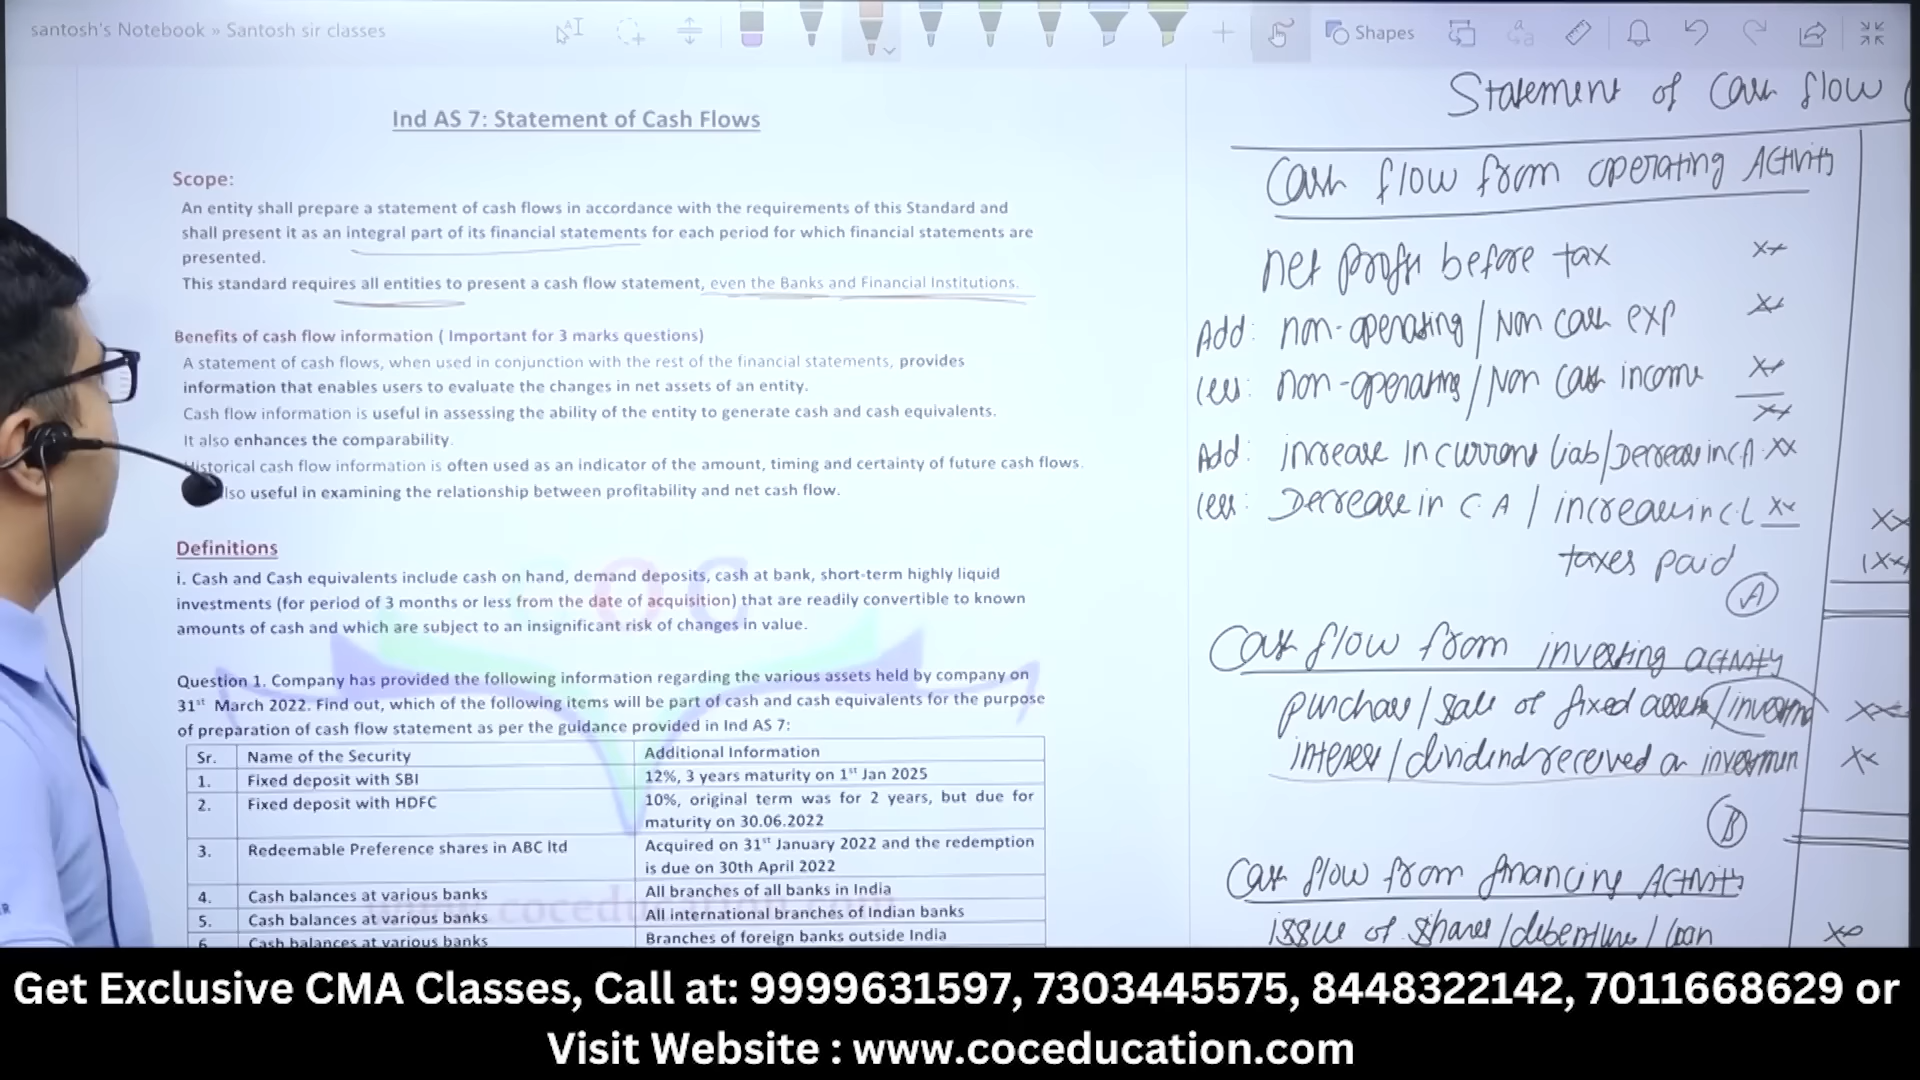 santosh's Notebook » Santosh sir classes
Shapes
Ind AS 7: Statement of Cash Flows
Scope:
An entity shall prepare a statement of cash flows in accordance with the requirements of this Standard and
shall present it as an integral part of its financial statements for each period for which financial statements are
presented.
This standard requires all entities to present a cash flow statement, even the Banks and Financial Institutions.
Benefits of cash flow information ( Important for 3 marks questions)
A statement of cash flows, when used in conjunction with the rest of the financial statements, provides
information that enables users to evaluate the changes in net assets of an entity.
Cash flow information is useful in assessing the ability of the entity to generate cash and cash equivalents.
It also enhances the comparability.
Historical cash flow information is often used as an indicator of the amount, timing and certainty of future cash flows.
useful in examining the relationship between profitability and net cash flow.
Definitions
i. Cash and Cash equivalents include cash on hand, demand deposits, cash at bank, short-term highly liquid
investments (for period of 3 months or less from the date of acquisition) that are readily convertible to known
amounts of cash and which are subject to an insignificant risk of changes in value.
Question 1. Company has provided the following information regarding the various assets held by company on
31st March 2022. Find out, which of the following items will be part of cash and cash equivalents for the purpose
of preparation of cash flow statement as per the guidance provided in Ind AS 7:
Sr. Name of the Security Additional Information
1. Fixed deposit with SBI 12%, 3 years maturity on 1st Jan 2025
2. Fixed deposit with HDFC 10%, original term was for 2 years, but due for
maturity on 30.06.2022
3. Redeemable Preference shares in ABC ltd Acquired on 31st January 2022 and the redemption
is due on 30th April 2022
4. Cash balances at various banks All branches of all banks in India
5. Cash balances at various banks All international branches of Indian banks
6. Cash balances at various banks Branches of foreign banks outside India
Statement of Cash flow
Cash flow from operating Activity
net profit before tax xx
Add: non-operating / Non cash exp xx
Less: non-operating / Non cash income xx
xx
Add: increase in current liab/Decrease in C.A xx
Less: Decrease in C.A / increase in C.L xx xx
taxes paid (xx
A
Cash flow from investing activity
purchase/sale of fixed assets/investment xx
interest/dividend received on investment xx
B
Cash flow from financing Activity
issue of shares/debenture/loan xx
Get Exclusive CMA Classes, Call at: 9999631597, 7303445575, 8448322142, 7011668629 or
Visit Website : www.coceducation.com